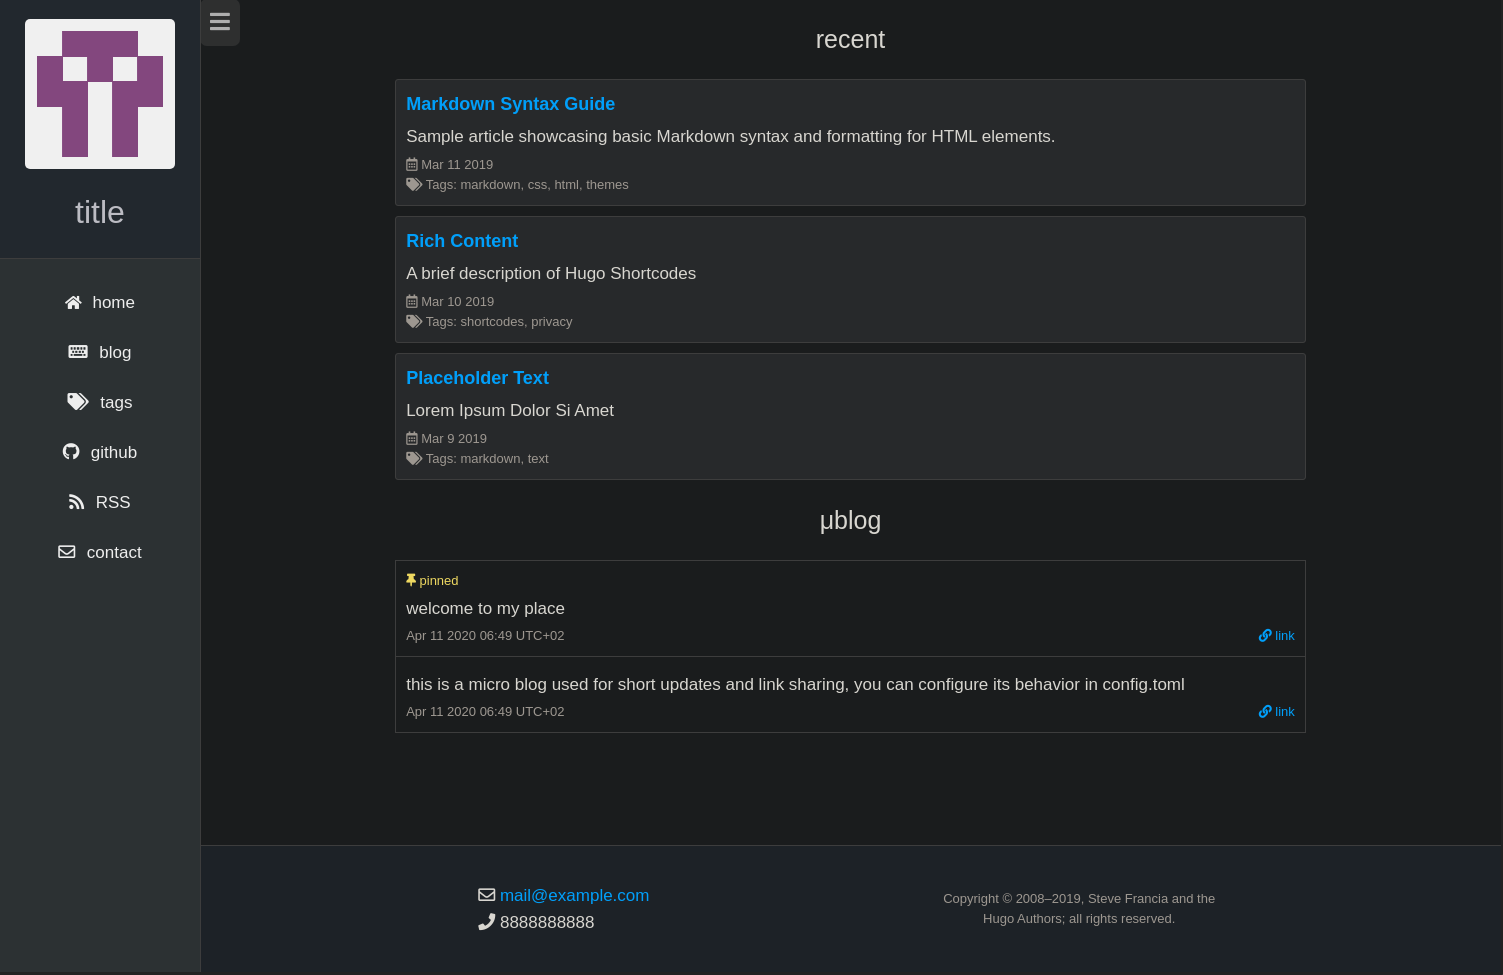 title
home
blog
tags
github
RSS
contact
recent
Markdown Syntax Guide
Sample article showcasing basic Markdown syntax and formatting for HTML elements.
Mar 11 2019
Tags: markdown, css, html, themes
Rich Content
A brief description of Hugo Shortcodes
Mar 10 2019
Tags: shortcodes, privacy
Placeholder Text
Lorem Ipsum Dolor Si Amet
Mar 9 2019
Tags: markdown, text
μblog
pinned
welcome to my place
Apr 11 2020 06:49 UTC+02 link
this is a micro blog used for short updates and link sharing, you can configure its behavior in config.toml
Apr 11 2020 06:49 UTC+02 link
mail@example.com
8888888888
Copyright © 2008–2019, Steve Francia and the
Hugo Authors; all rights reserved.